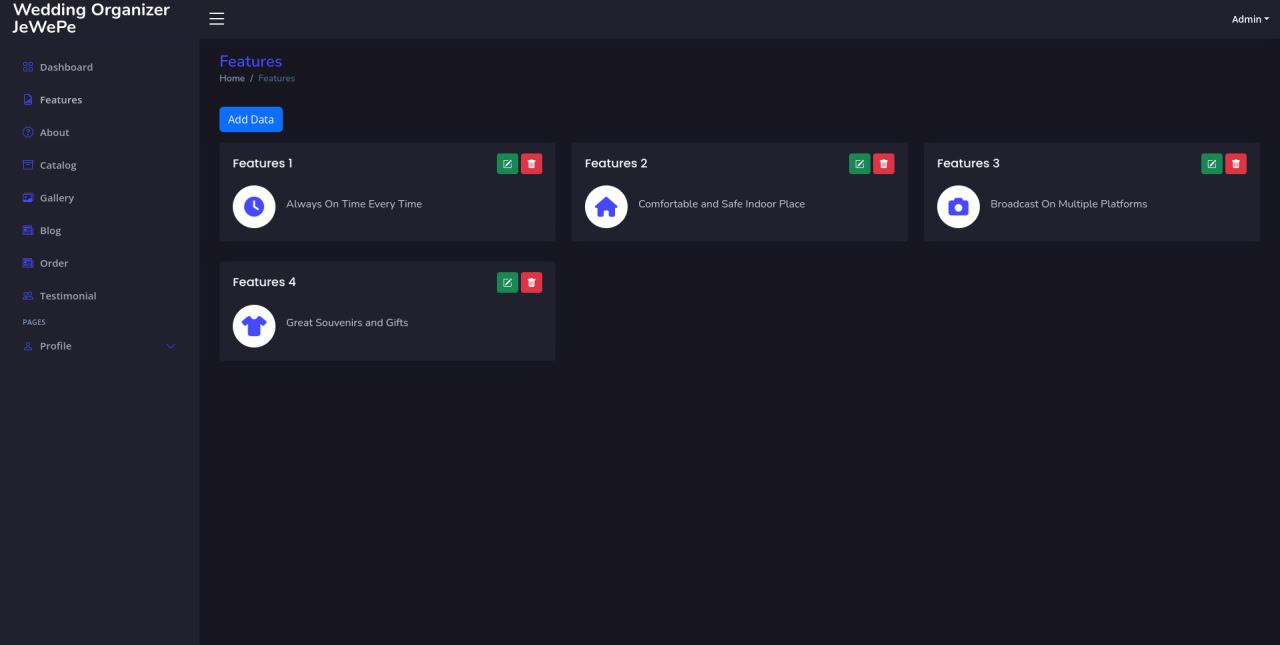 Wedding Organizer
JeWePe
Admin
Dashboard
Features
About
Catalog
Gallery
Blog
Order
Testimonial
PAGES
Profile
Features
Home / Features
Add Data
Features 1
Always On Time Every Time
Features 2
Comfortable and Safe Indoor Place
Features 3
Broadcast On Multiple Platforms
Features 4
Great Souvenirs and Gifts